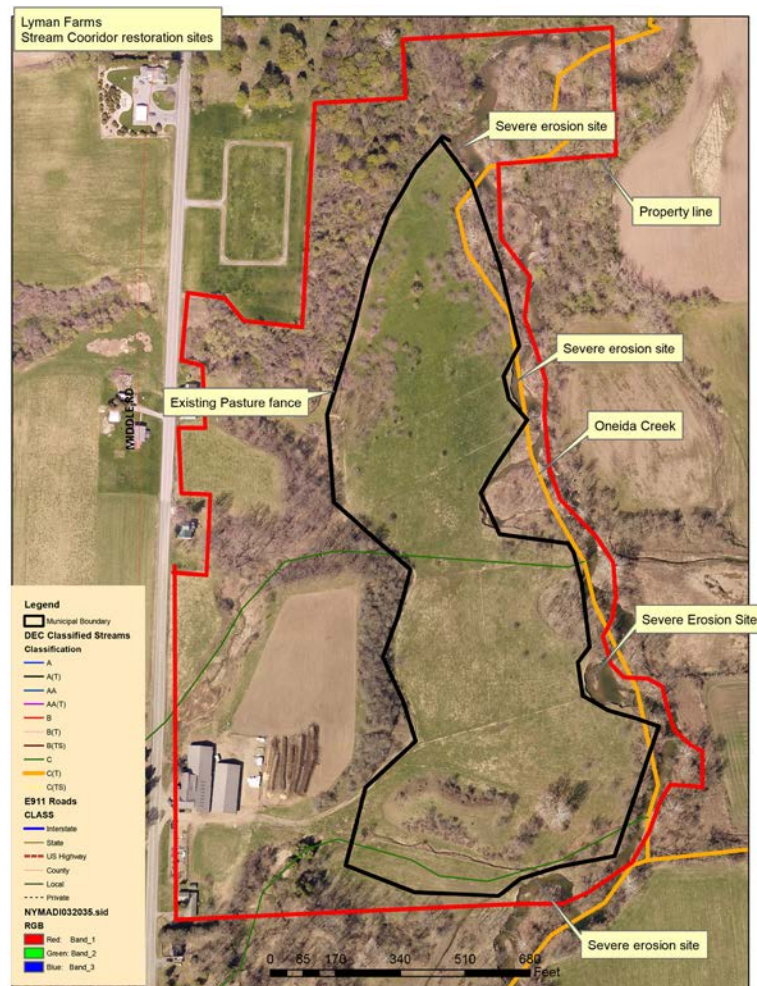 Lyman Farms
Stream Cooridor restoration sites
Severe erosion site
Property line
Severe erosion site
Existing Pasture fance
Oneida Creek
MIDDLE RD
Severe Erosion Site
Legend
Municipal Boundary
DEC Classified Streams
Classification
A
A(T)
AA
AA(T)
B
B(T)
B(TS)
C
C(T)
C(TS)
E911 Roads
CLASS
Interstate
State
US Highway
County
Local
Private
NYMADI032035.sid
RGB
Red: Band_1
Green: Band_2
Blue: Band_3
Severe erosion site
0 85 170 340 510 680
Feet